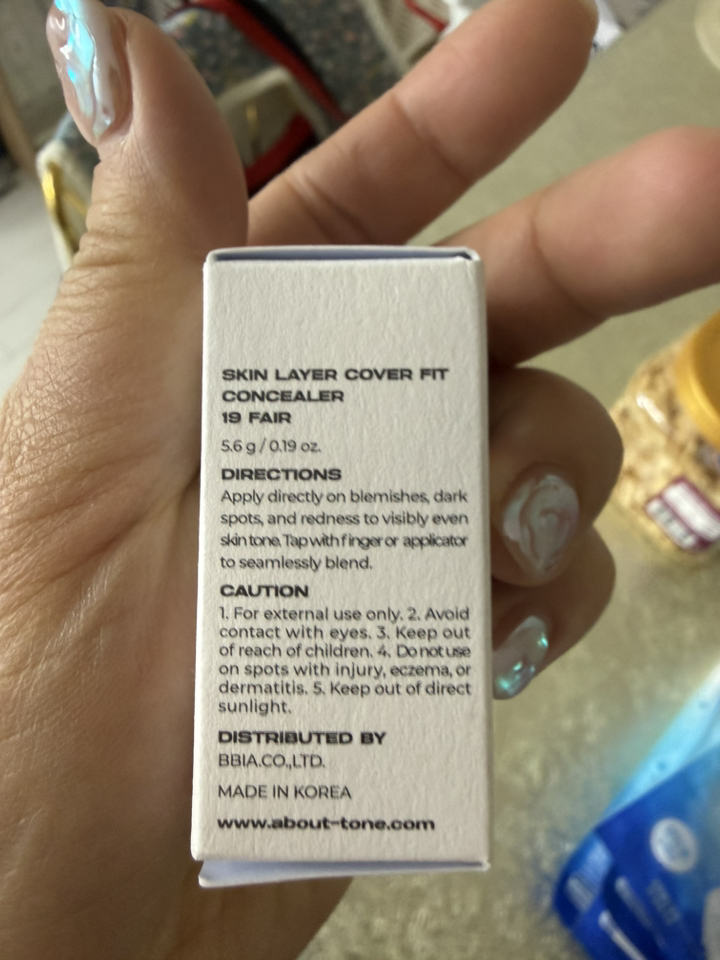 SKIN LAYER COVER FIT
CONCEALER
19 FAIR
5.6 g / 0.19 oz.
DIRECTIONS
Apply directly on blemishes, dark
spots, and redness to visibly even
skin tone. Tap with finger or applicator
to seamlessly blend.
CAUTION
1. For external use only. 2. Avoid
contact with eyes. 3. Keep out
of reach of children. 4. Do not use
on spots with injury, eczema, or
dermatitis. 5. Keep out of direct
sunlight.
DISTRIBUTED BY
BBIA.CO.,LTD.
MADE IN KOREA
www.about-tone.com